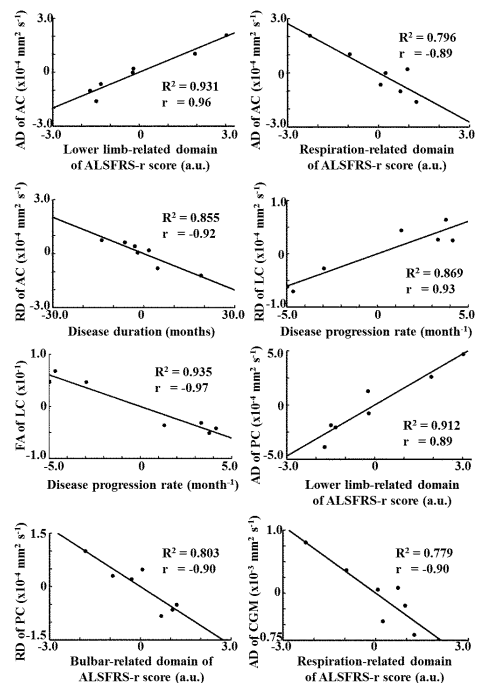 3.0
0
-3.0
AD of AC (x10-4 mm2 s-1)
R2 = 0.931
r = 0.96
0
3.0
Lower limb-related domain
of ALSFRS-r score (a.u.)
3.0
0
-3.0
AD of AC (x10-4 mm2 s-1)
R2 = 0.796
r = -0.89
-3.0
0
3.0
Respiration-related domain
of ALSFRS-r score (a.u.)
3.0
0
-3.0
RD of AC (x10-4 mm2 s-1)
R2 = 0.855
r = -0.92
-30.0
0
30.0
Disease duration (months)
1.0
0
-1.0
RD of LC (x10-4 mm2 s-1)
R2 = 0.869
r = 0.93
-5.0
0
5.0
Disease progression rate (month-1)
1.0
0
-1.0
FA of LC (x10-1)
R2 = 0.935
r = -0.97
-5.0
0
5.0
Disease progression rate (month-1)
5.0
0
-5.0
AD of PC (x10-4 mm2 s-1)
R2 = 0.912
r = 0.89
-3.0
0
3.0
Lower limb-related domain
of ALSFRS-r score (a.u.)
1.5
0
-1.5
RD of PC (x10-4 mm2 s-1)
R2 = 0.803
r = -0.90
-3.0
0
3.0
Bulbar-related domain of
ALSFRS-r score (a.u.)
1.0
0
-0.75
AD of CGM (x10-3 mm2 s-1)
R2 = 0.779
r = -0.90
-3.0
0
3.0
Respiration-related domain
of ALSFRS-r score (a.u.)